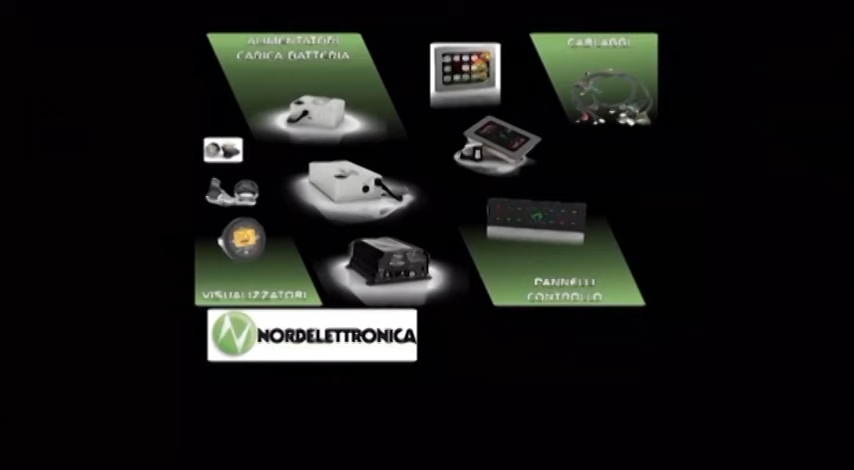 ALIMENTATORI
CARICA BATTERIA
CABLAGGI
VISUALIZZATORI
PANNELLI
CONTROLLO
NORDELETTRONICA